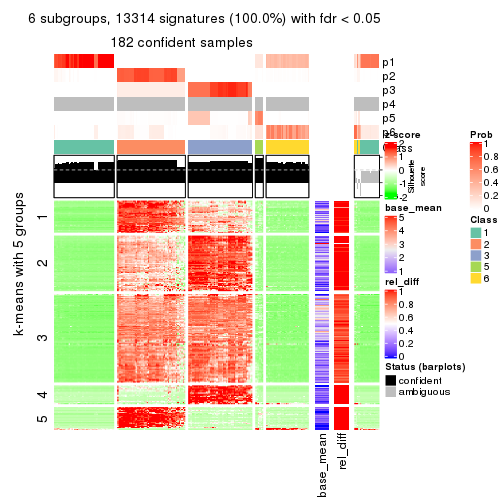 6 subgroups, 13314 signatures (100.0%) with fdr < 0.05
182 confident samples
p1
p2
p3
p4
p5
p6
Class
z-score
2
1
0
-1
-2
Silhouette
score
Prob
1
0.8
0.6
0.4
0.2
0
Class
1
2
3
5
6
base_mean
5
4
3
2
1
rel_diff
1
0.8
0.6
0.4
0.2
0
Status (barplots)
confident
ambiguous
k-means with 5 groups
1
2
3
4
5
base_mean
rel_diff